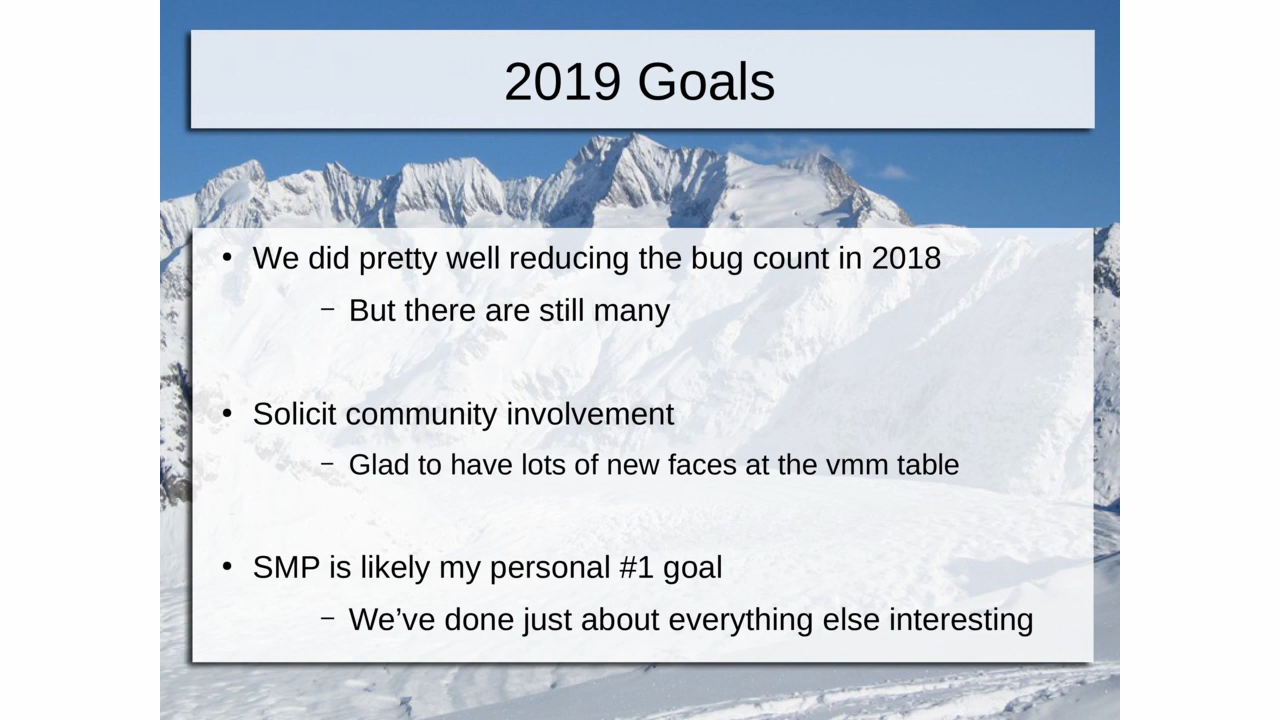 2019 Goals
• We did pretty well reducing the bug count in 2018
– But there are still many
• Solicit community involvement
– Glad to have lots of new faces at the vmm table
• SMP is likely my personal #1 goal
– We’ve done just about everything else interesting